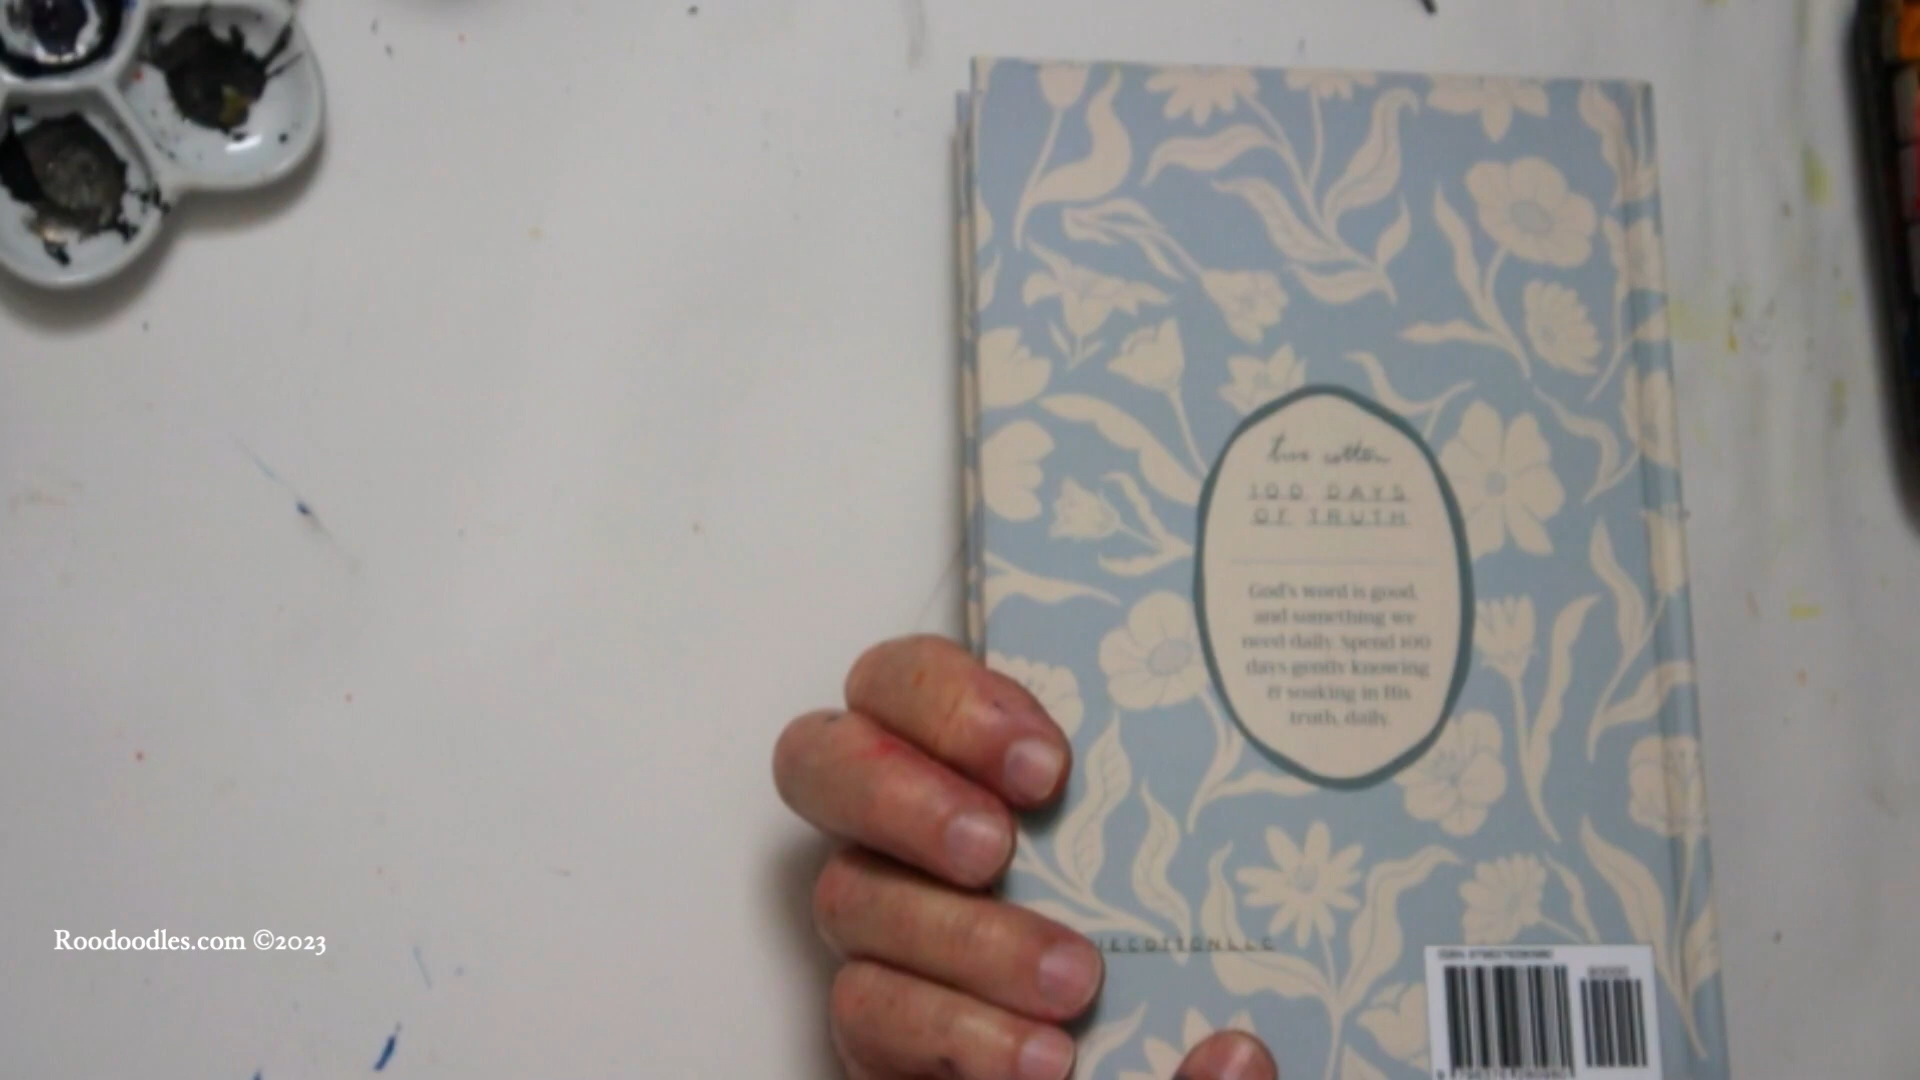 100 DAYS
OF TRUTH
God's word is good,
and something we
need daily. Spend 100
days gently knowing
& soaking in His
truth, daily.
IECOTTONLLC
Roodoodles.com ©2023